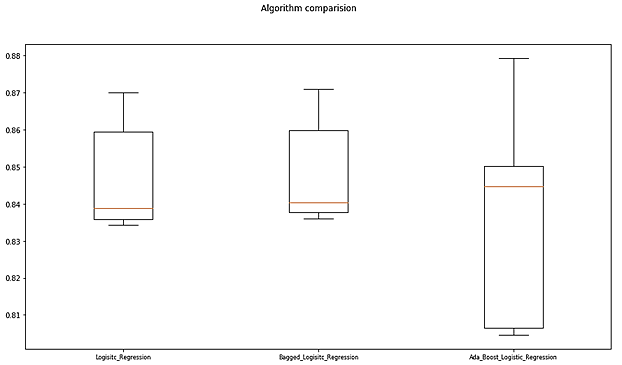 Algorithm comparision
0.88
0.87
0.86
0.85
0.84
0.83
0.82
0.81
Logisitc_Regression
Bagged_Logisitc_Regression
Ada_Boost_Logistic_Regression